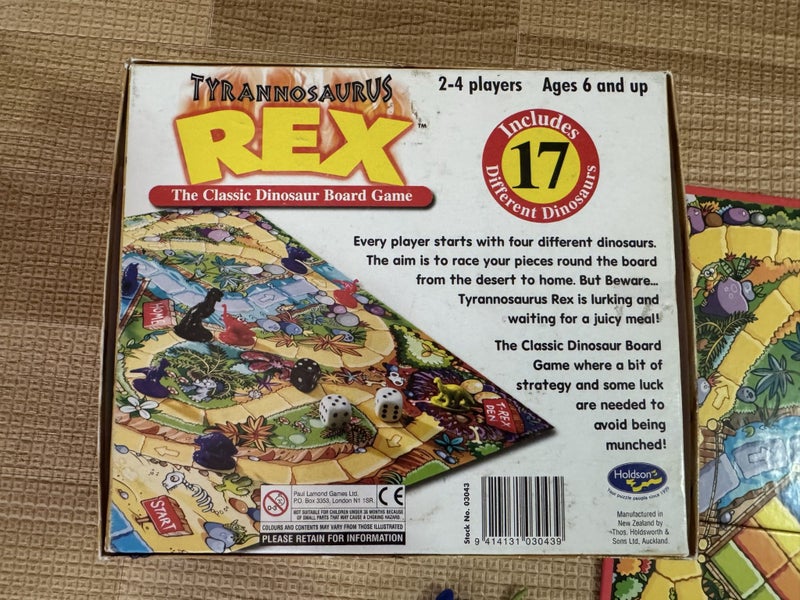 TYRANNOSAURUS
REX™
The Classic Dinosaur Board Game
2-4 players Ages 6 and up
Includes
17
Different Dinosaurs
Every player starts with four different dinosaurs.
The aim is to race your pieces round the board
from the desert to home. But Beware...
Tyrannosaurus Rex is lurking and
waiting for a juicy meal!
The Classic Dinosaur Board
Game where a bit of
strategy and some luck
are needed to
avoid being
munched!
HOME
T-REX
DEN
START
0-3
Paul Lamond Games Ltd.
P.O. Box 3353, London N1 1SR.
CE
NOT SUITABLE FOR CHILDREN UNDER 36 MONTHS BECAUSE
OF SMALL PARTS THAT MAY CAUSE A CHOKING HAZARD.
COLOURS AND CONTENTS MAY VARY FROM THOSE ILLUSTRATED
PLEASE RETAIN FOR INFORMATION
Stock No. 03043
9 414131 030439
Holdson
Manufactured in
New Zealand by
Thos. Holdsworth &
Sons Ltd, Auckland.